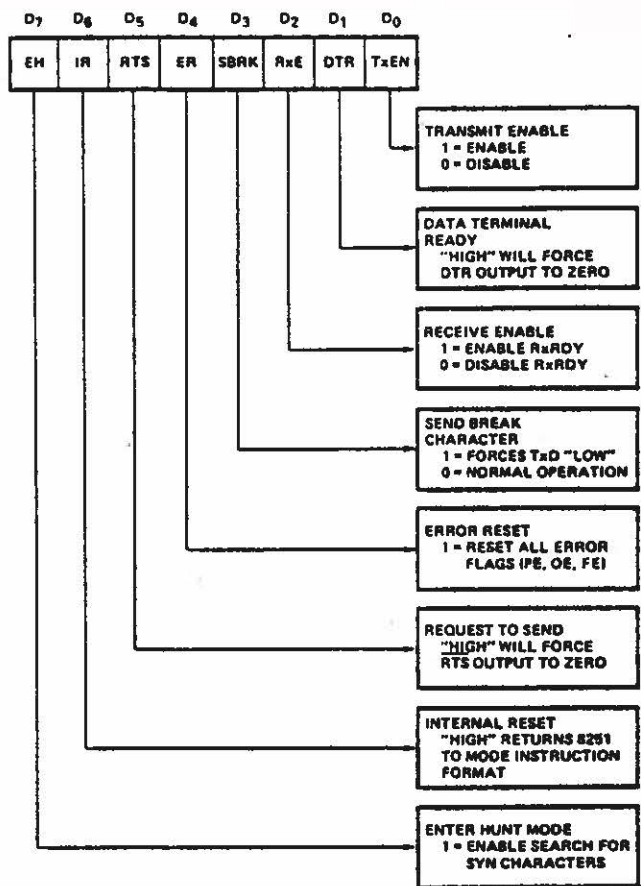 D7 D6 D5 D4 D3 D2 D1 D0
EH IR RTS ER SBRK RxE DTR TxEN
TRANSMIT ENABLE
1 = ENABLE
0 = DISABLE
DATA TERMINAL
READY
"HIGH" WILL FORCE
DTR OUTPUT TO ZERO
RECEIVE ENABLE
1 = ENABLE RxRDY
0 = DISABLE RxRDY
SEND BREAK
CHARACTER
1 = FORCES TxD "LOW"
0 = NORMAL OPERATION
ERROR RESET
1 = RESET ALL ERROR
FLAGS (PE, OE, FE)
REQUEST TO SEND
"HIGH" WILL FORCE
RTS OUTPUT TO ZERO
INTERNAL RESET
"HIGH" RETURNS 8251
TO MODE INSTRUCTION
FORMAT
ENTER HUNT MODE
1 = ENABLE SEARCH FOR
SYN CHARACTERS